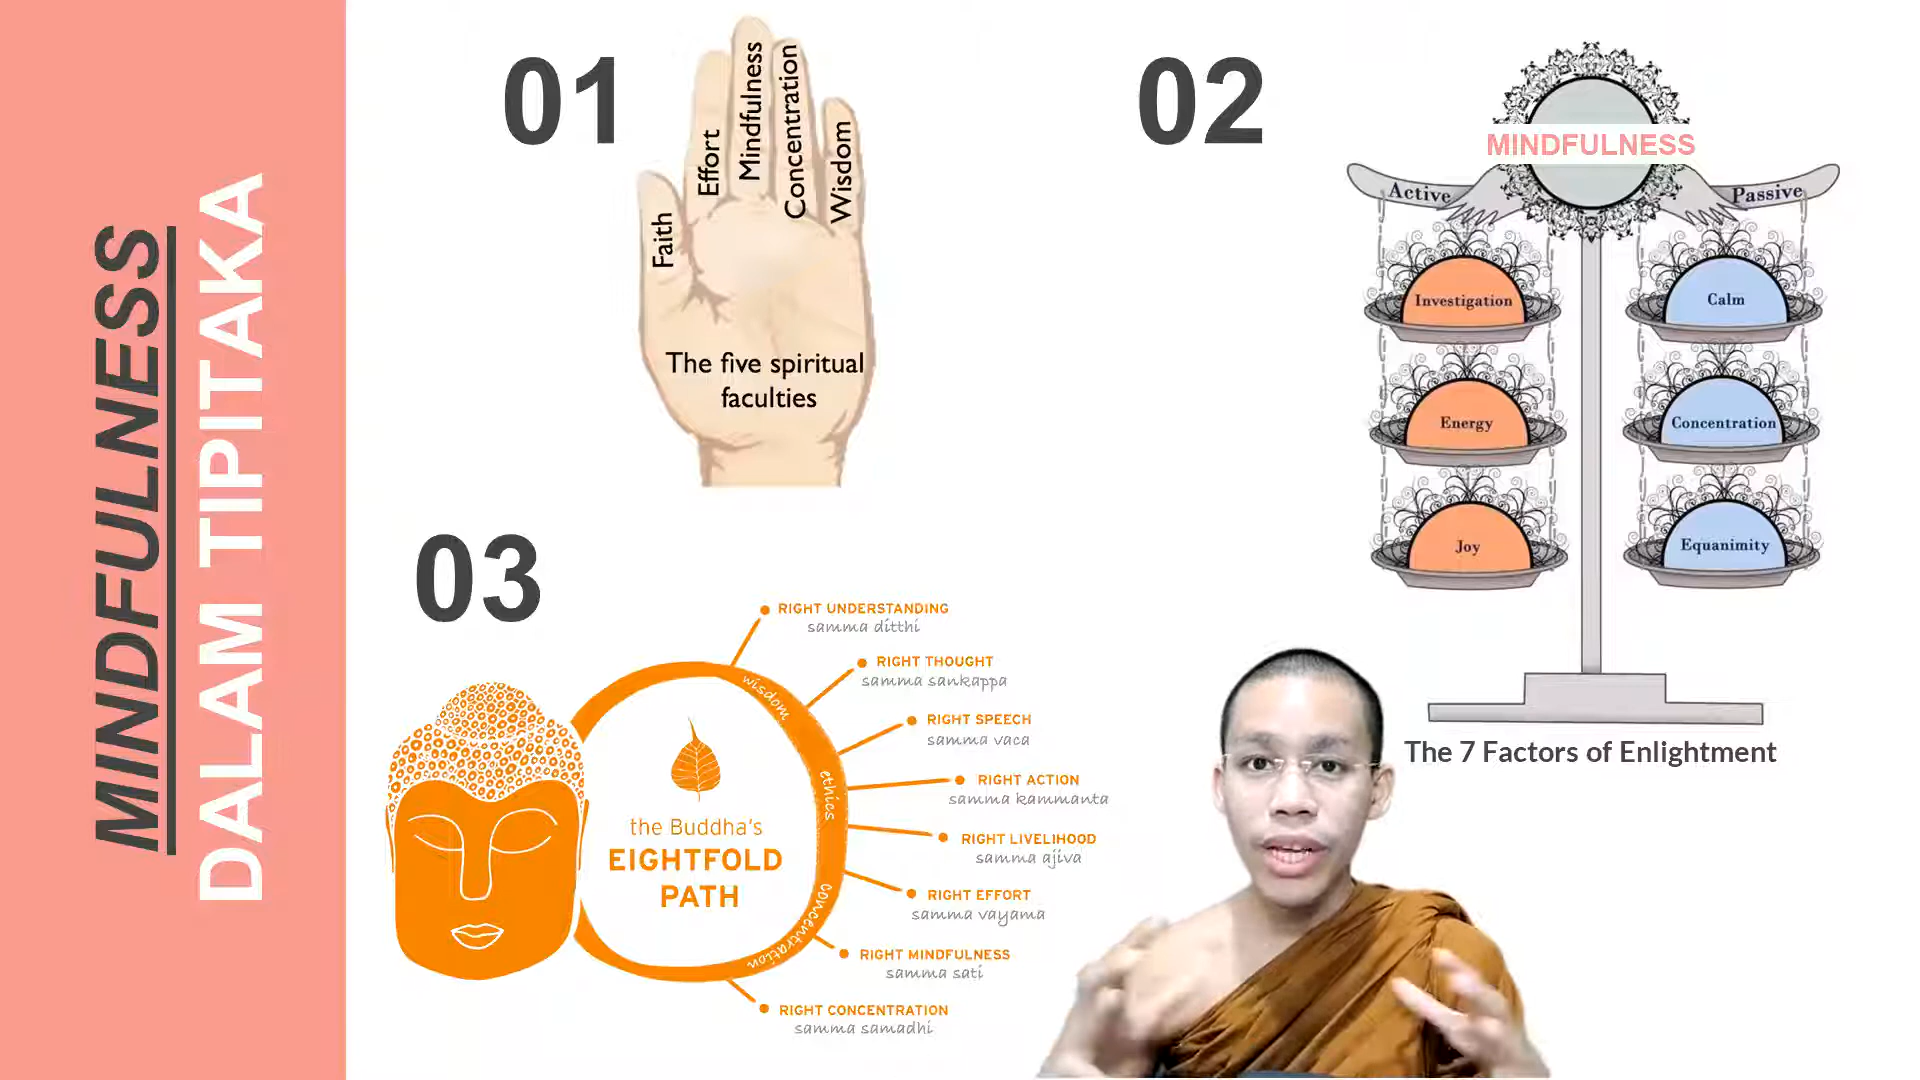 MINDFULNESS
DALAM TIPITAKA
01
Faith
Effort
Mindfulness
Concentration
Wisdom
The five spiritual
faculties
02
MINDFULNESS
Active
Passive
Investigation
Calm
Energy
Concentration
Joy
Equanimity
The 7 Factors of Enlightment
03
the Buddha's
EIGHTFOLD
PATH
wisdom
ethics
concentration
RIGHT UNDERSTANDING
samma ditthi
RIGHT THOUGHT
samma sankappa
RIGHT SPEECH
samma vaca
RIGHT ACTION
samma kammanta
RIGHT LIVELIHOOD
samma ajiva
RIGHT EFFORT
samma vayama
RIGHT MINDFULNESS
samma sati
RIGHT CONCENTRATION
samma samadhi